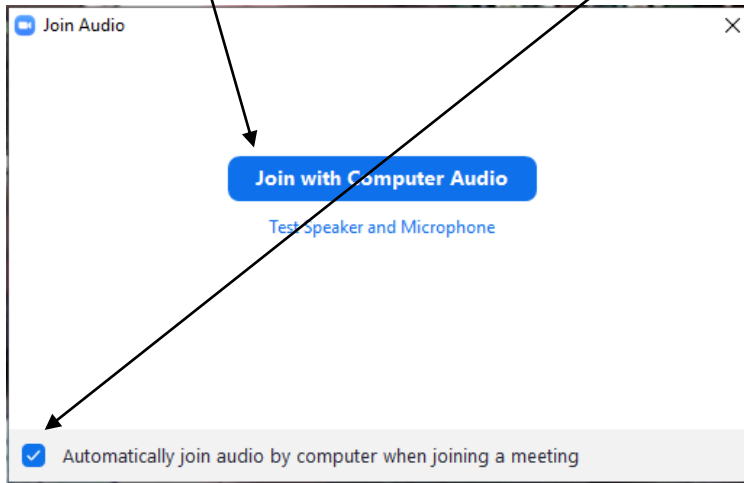 Join Audio
Join with Computer Audio
Test Speaker and Microphone
Automatically join audio by computer when joining a meeting